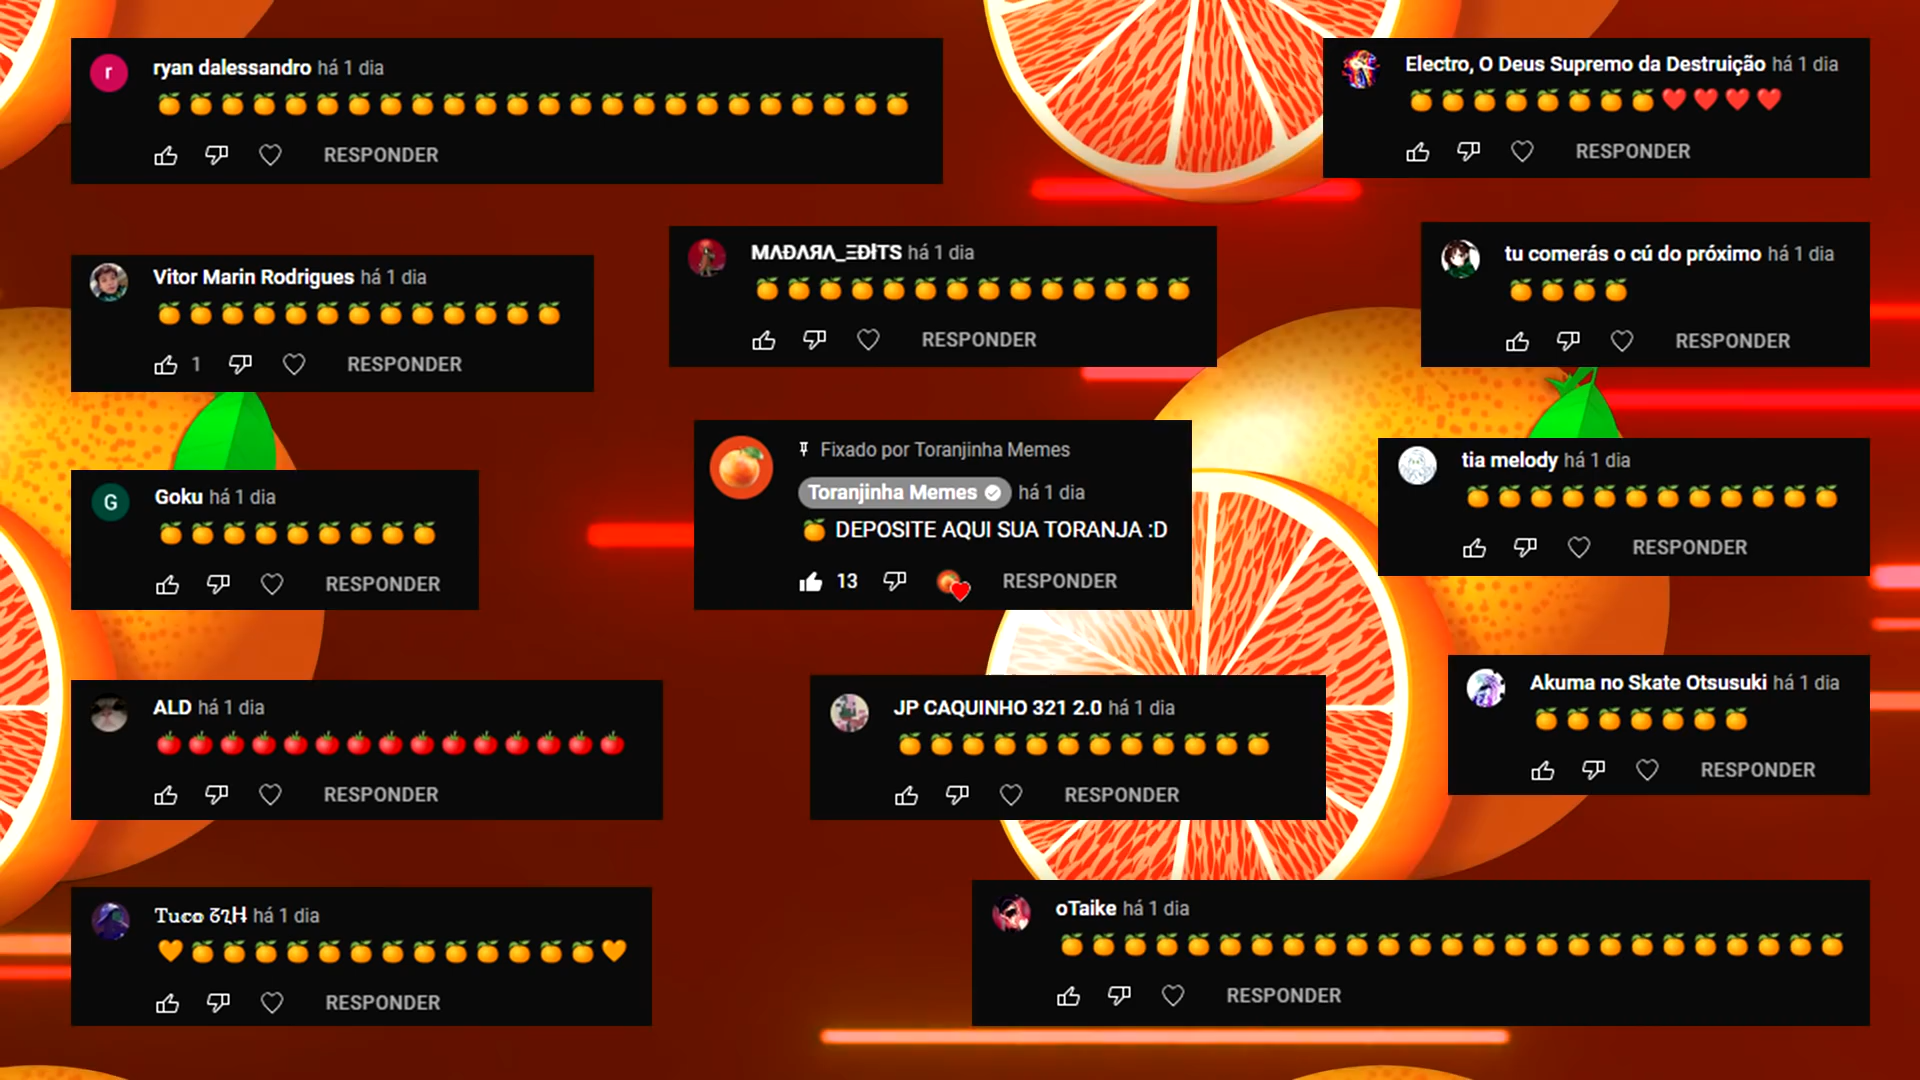 ryan dalessandro há 1 dia
🍊🍊🍊🍊🍊🍊🍊🍊🍊🍊🍊🍊🍊🍊🍊🍊🍊🍊🍊🍊🍊🍊🍊🍊
RESPONDER
Electro, O Deus Supremo da Destruição há 1 dia
🍊🍊🍊🍊🍊🍊🍊🍊❤️❤️❤️❤️
RESPONDER
Vitor Marin Rodrigues há 1 dia
🍊🍊🍊🍊🍊🍊🍊🍊🍊🍊🍊🍊🍊
1 RESPONDER
MΛĐΛЯΛ_ΞĐƗTS há 1 dia
🍊🍊🍊🍊🍊🍊🍊🍊🍊🍊🍊🍊🍊🍊
RESPONDER
tu comerás o cú do próximo há 1 dia
🍊🍊🍊🍊
RESPONDER
Goku há 1 dia
🍊🍊🍊🍊🍊🍊🍊🍊🍊
RESPONDER
G
r
Fixado por Toranjinha Memes
Toranjinha Memes há 1 dia
🍊 DEPOSITE AQUI SUA TORANJA :D
13 RESPONDER
tia melody há 1 dia
🍊🍊🍊🍊🍊🍊🍊🍊🍊🍊🍊🍊
RESPONDER
ALD há 1 dia
🍅🍅🍅🍅🍅🍅🍅🍅🍅🍅🍅🍅🍅🍅🍅
RESPONDER
JP CAQUINHO 321 2.0 há 1 dia
🍊🍊🍊🍊🍊🍊🍊🍊🍊🍊🍊🍊
RESPONDER
Akuma no Skate Otsusuki há 1 dia
🍊🍊🍊🍊🍊🍊🍊
RESPONDER
Tuco há 1 dia
🧡🍊🍊🍊🍊🍊🍊🍊🍊🍊🍊🍊🍊🍊🧡
RESPONDER
oTaike há 1 dia
🍊🍊🍊🍊🍊🍊🍊🍊🍊🍊🍊🍊🍊🍊🍊🍊🍊🍊🍊🍊🍊🍊🍊🍊🍊
RESPONDER